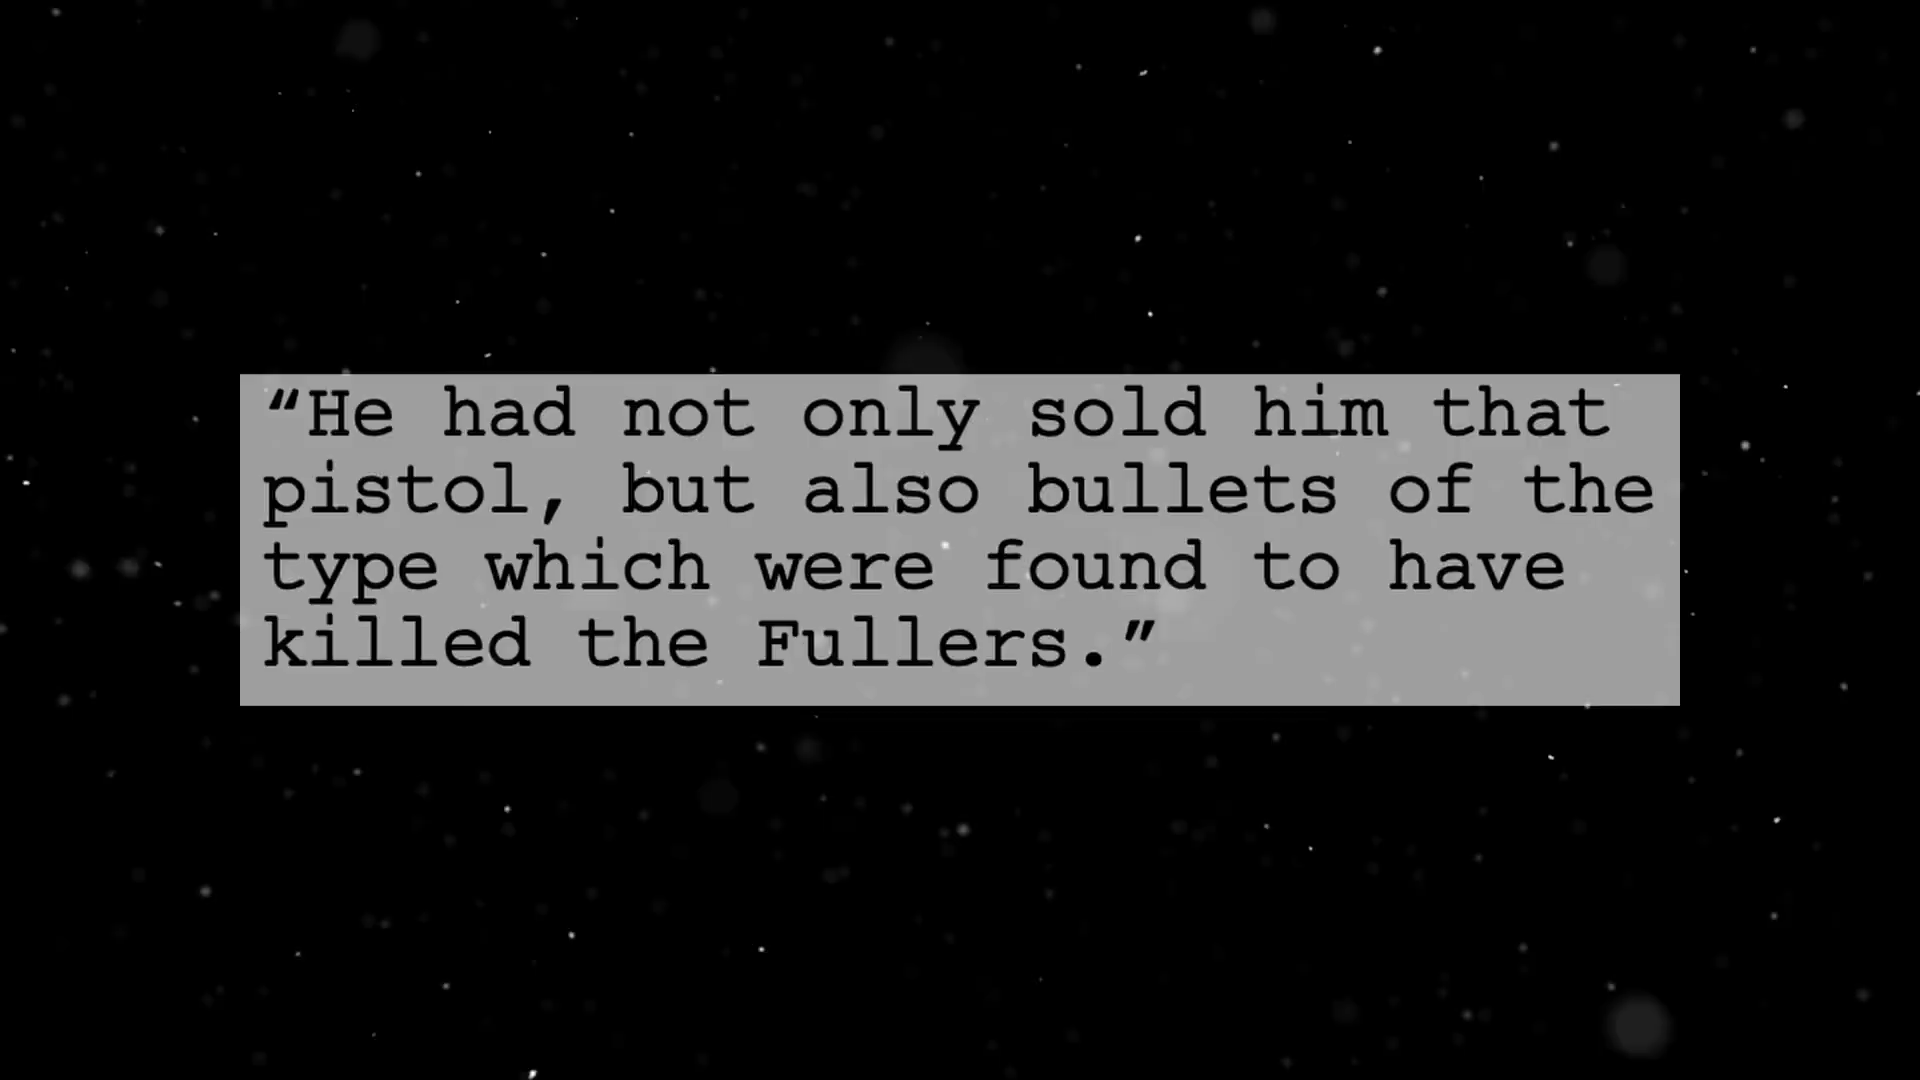 “He had not only sold him that
pistol, but also bullets of the
type which were found to have
killed the Fullers.”